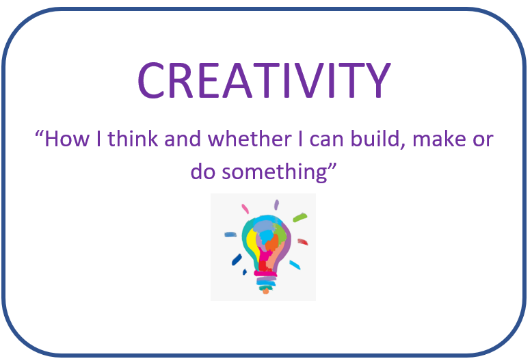 CREATIVITY
“How I think and whether I can build, make or
do something”